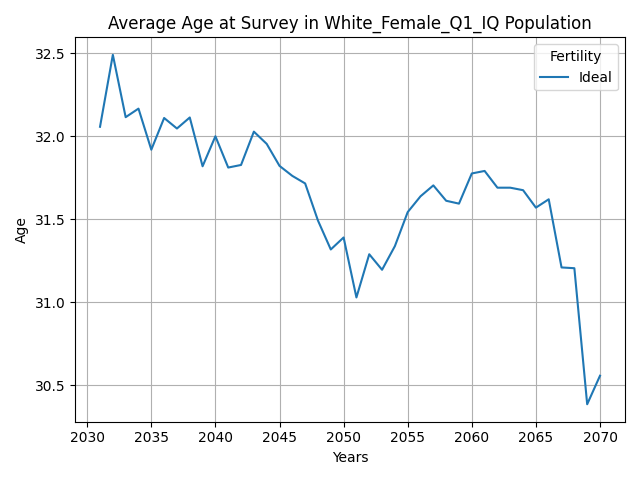 Average Age at Survey in White_Female_Q1_IQ Population
Fertility
Ideal
32.5
32.0
31.5
31.0
30.5
Age
2030 2035 2040 2045 2050 2055 2060 2065 2070
Years